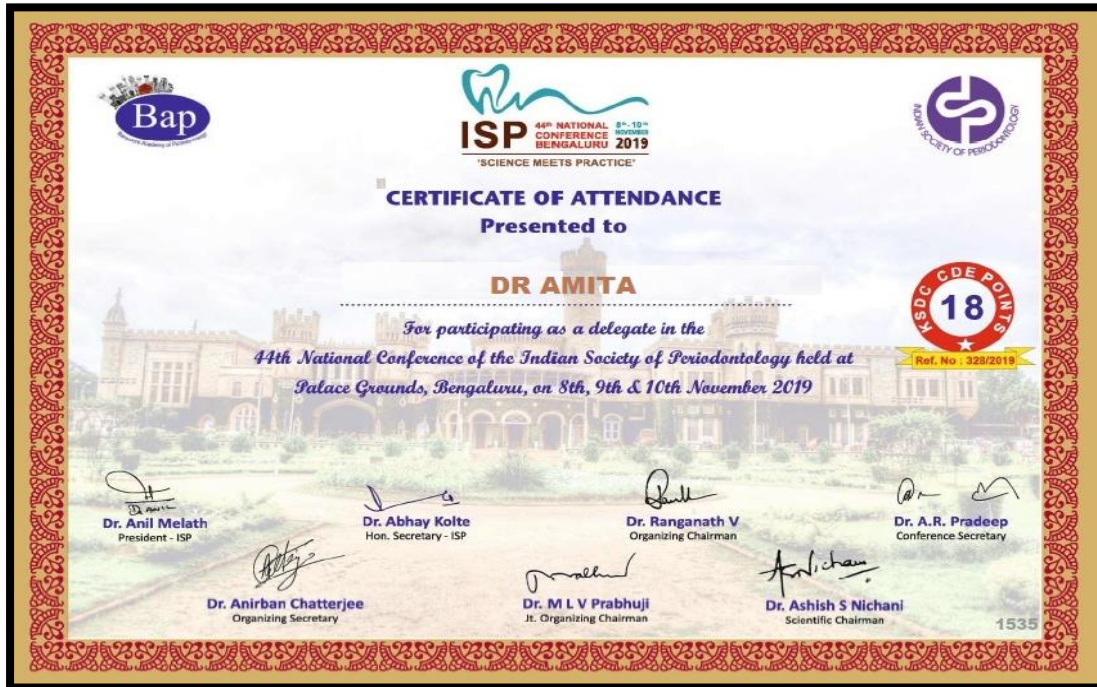 Bap
ISP 44th NATIONAL CONFERENCE BENGALURU 8th-10th NOVEMBER 2019
'SCIENCE MEETS PRACTICE'
INDIAN SOCIETY OF PERIODONTOLOGY
CERTIFICATE OF ATTENDANCE
Presented to
DR AMITA
KSDC CDE POINTS
18
Ref. No : 328/2019
For participating as a delegate in the
44th National Conference of the Indian Society of Periodontology held at
Palace Grounds, Bengaluru, on 8th, 9th & 10th November 2019
Dr. Anil Melath
President - ISP
Dr. Abhay Kolte
Hon. Secretary - ISP
Dr. Ranganath V
Organizing Chairman
Dr. A.R. Pradeep
Conference Secretary
Dr. Anirban Chatterjee
Organizing Secretary
Dr. M L V Prabhuji
Jt. Organizing Chairman
Dr. Ashish S Nichani
Scientific Chairman
1535